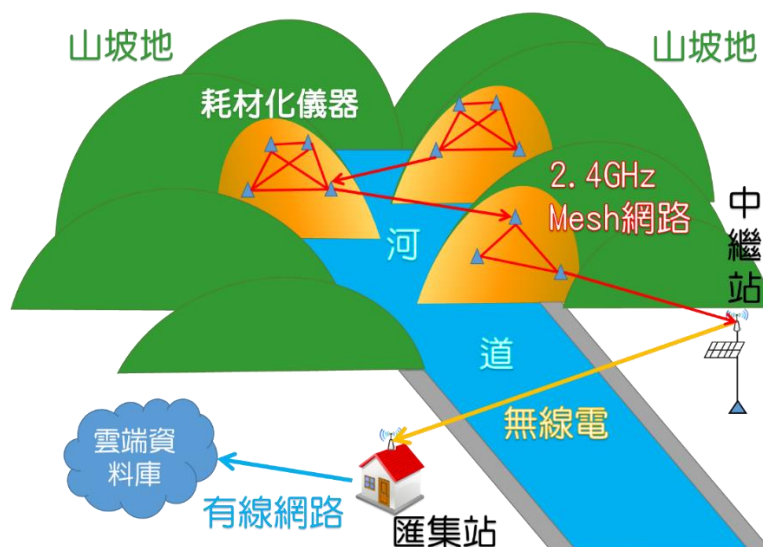 山坡地
山坡地
耗材化儀器
2.4GHz
Mesh網路
中
繼
站
河
道
無線電
雲端資
料庫
有線網路
匯集站